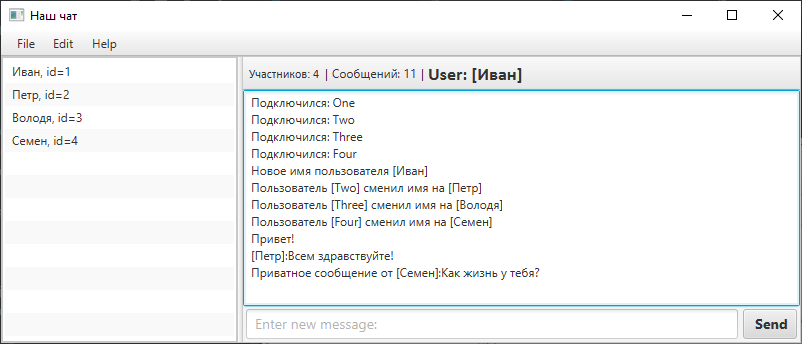 Наш чат
File Edit Help
Иван, id=1
Петр, id=2
Володя, id=3
Семен, id=4
Участников: 4 | Сообщений: 11 | User: [Иван]
Подключился: One
Подключился: Two
Подключился: Three
Подключился: Four
Новое имя пользователя [Иван]
Пользователь [Two] сменил имя на [Петр]
Пользователь [Three] сменил имя на [Володя]
Пользователь [Four] сменил имя на [Семен]
Привет!
[Петр]:Всем здравствуйте!
Приватное сообщение от [Семен]:Как жизнь у тебя?
Enter new message:
Send